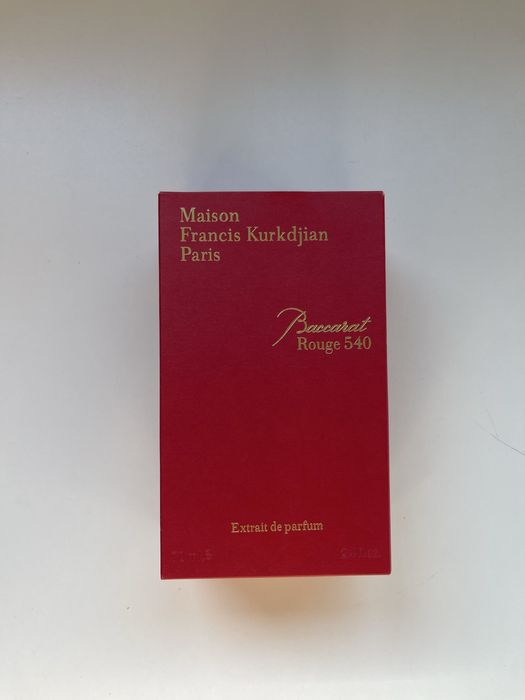 Maison
Francis Kurkdjian
Paris
Baccarat
Rouge 540
Extrait de parfum